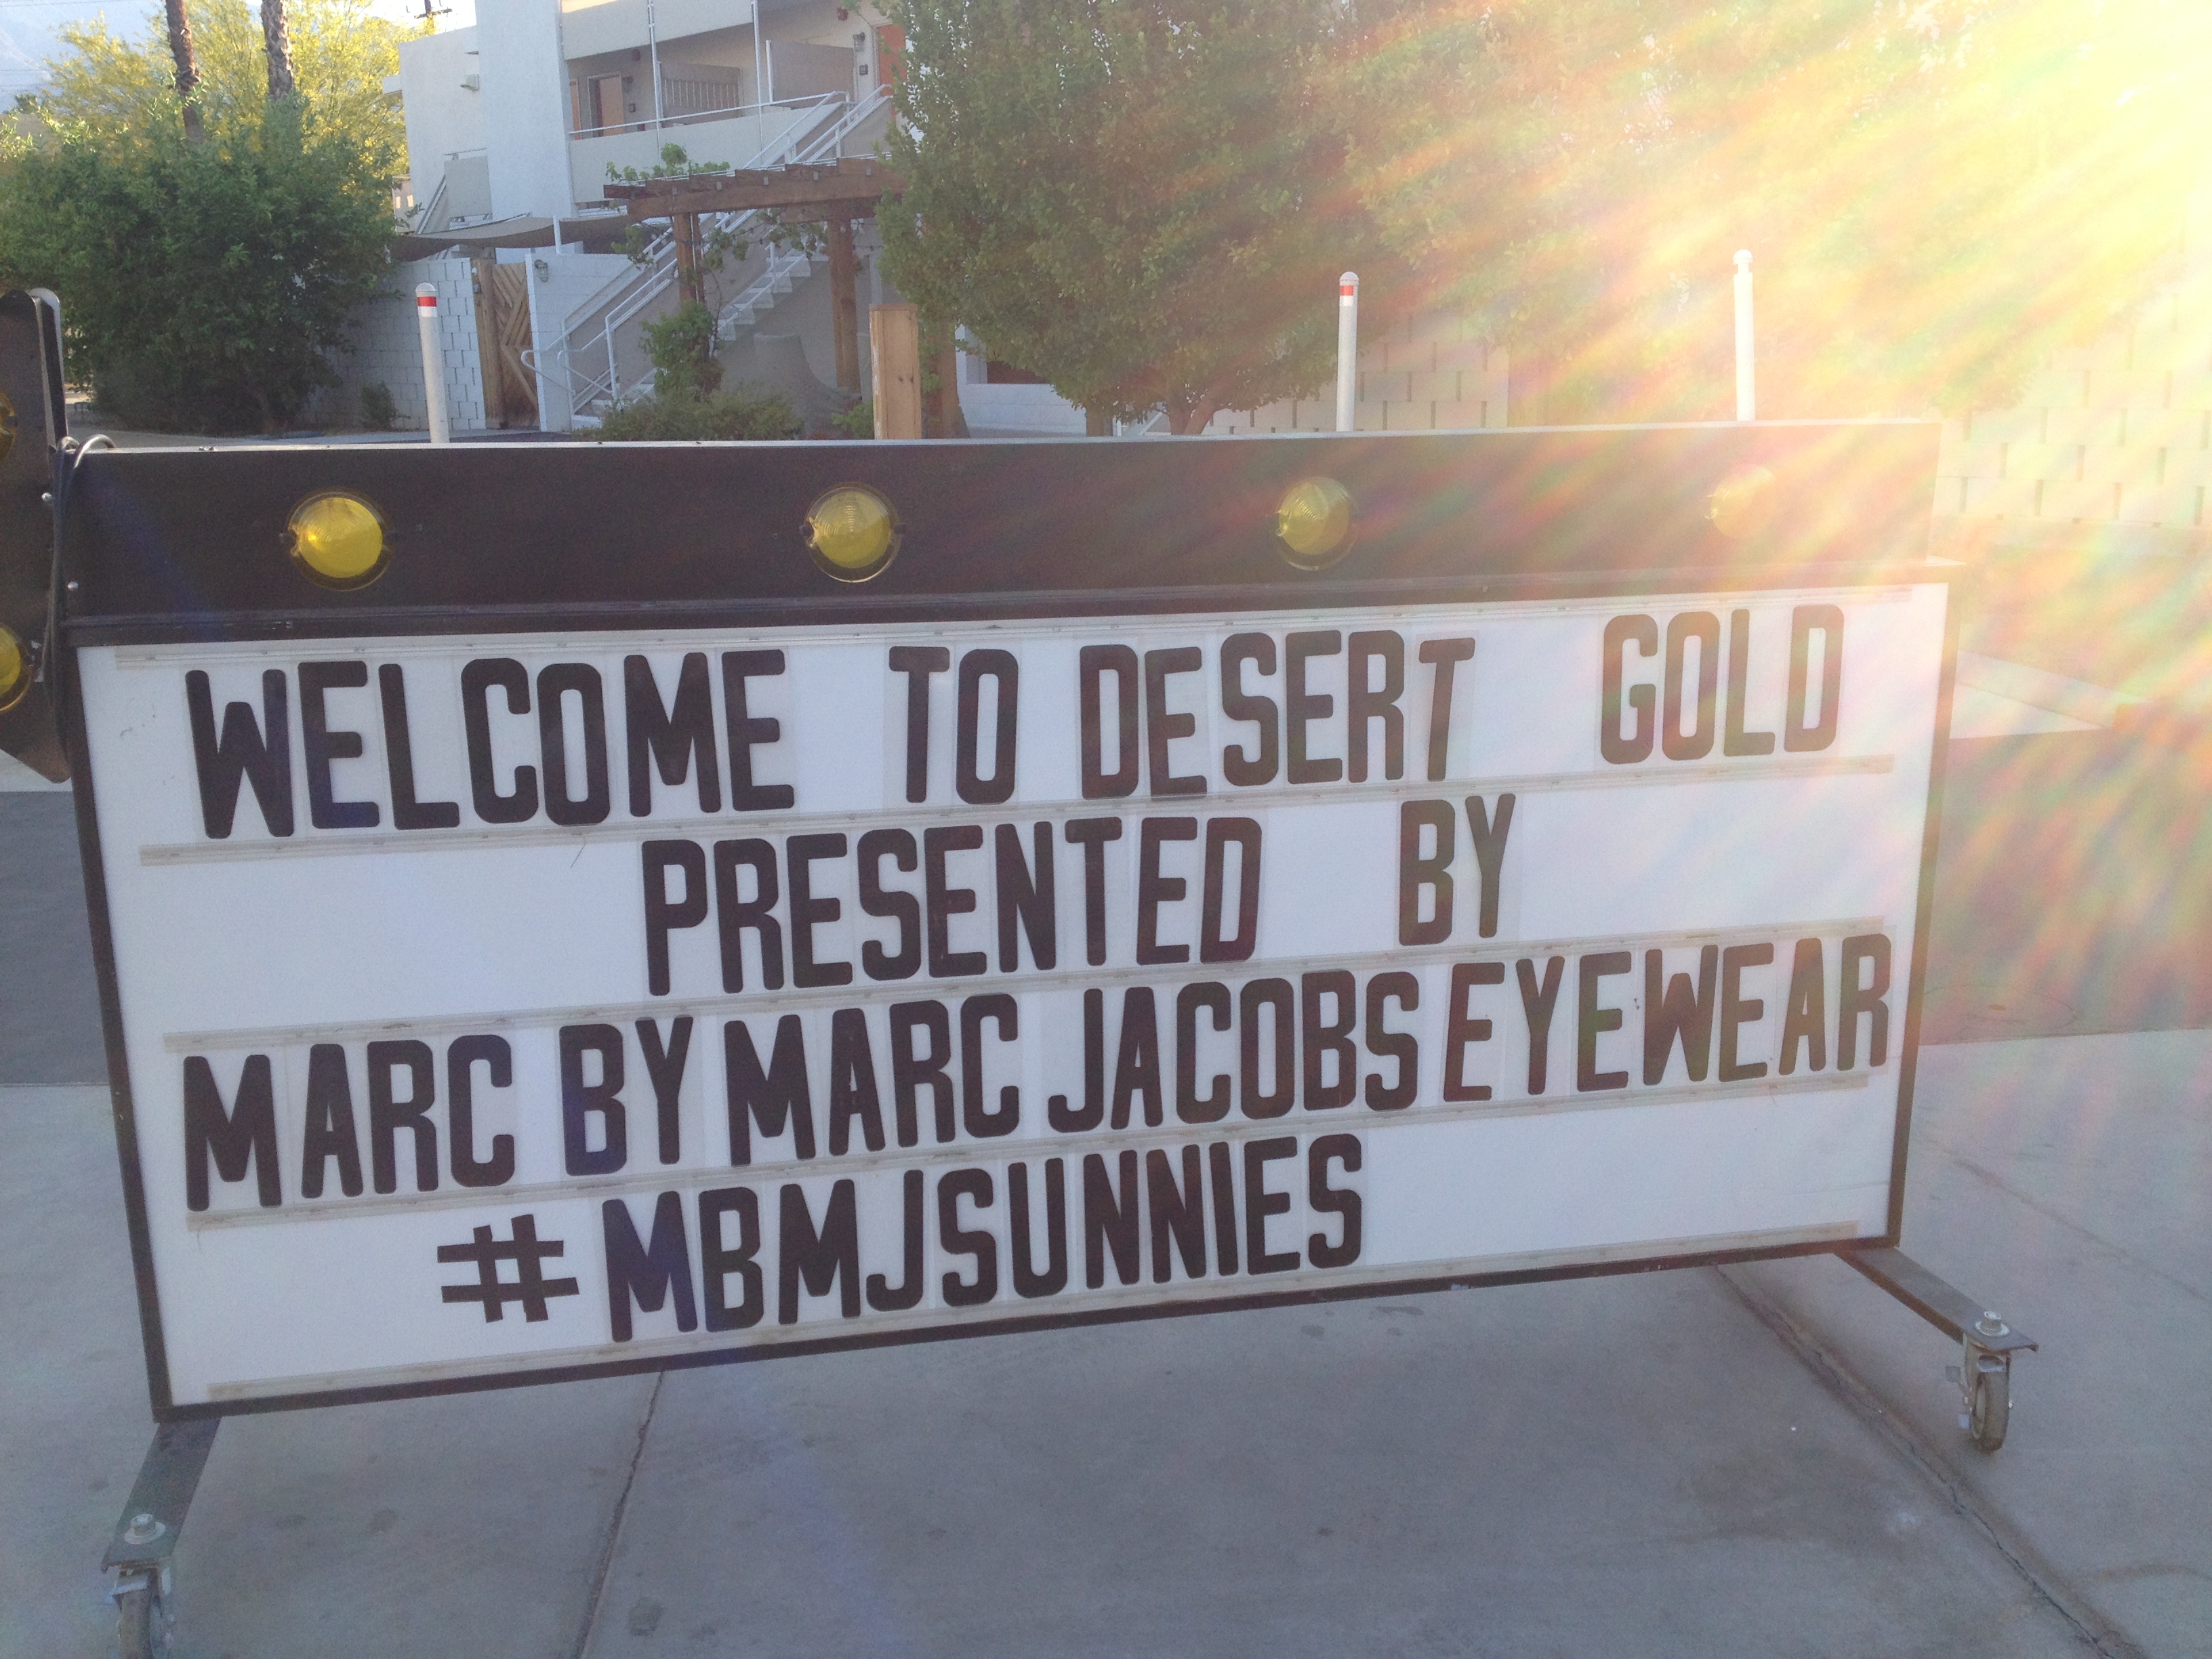 WELCOME TO DESERT GOLD
PRESENTED BY
MARC BY MARC JACOBS EYEWEAR
#MBMJSUNNIES